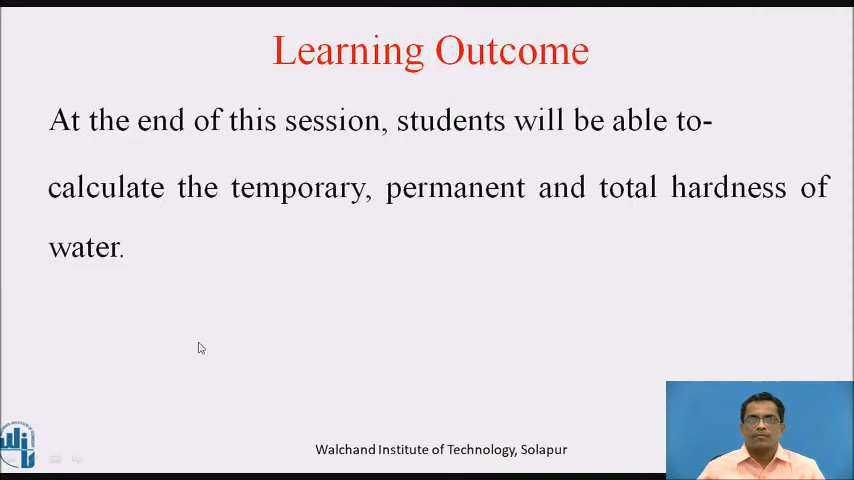 Learning Outcome
At the end of this session, students will be able to-
calculate the temporary, permanent and total hardness of
water.
Walchand Institute of Technology, Solapur